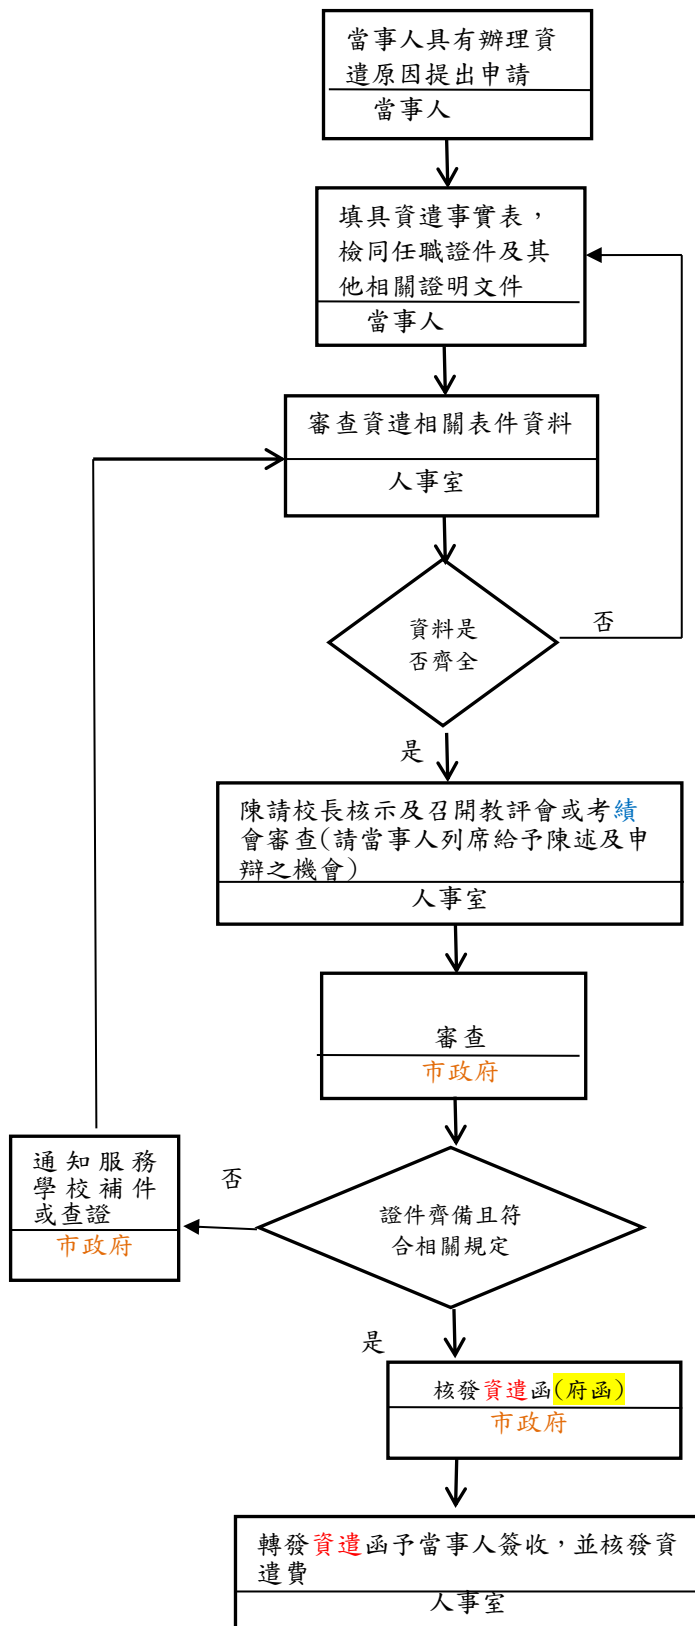 當事人具有辦理資
遣原因提出申請
當事人
填具資遣事實表，
檢同任職證件及其
他相關證明文件
當事人
審查資遣相關表件資料
人事室
資料是
否齊全
否
是
陳請校長核示及召開教評會或考績
會審查(請當事人列席給予陳述及申
辯之機會)
人事室
審查
市政府
通知服務
學校補件
或查證
市政府
否
證件齊備且符
合相關規定
是
核發資遣函(府函)
市政府
轉發資遣函予當事人簽收，並核發資
遣費
人事室